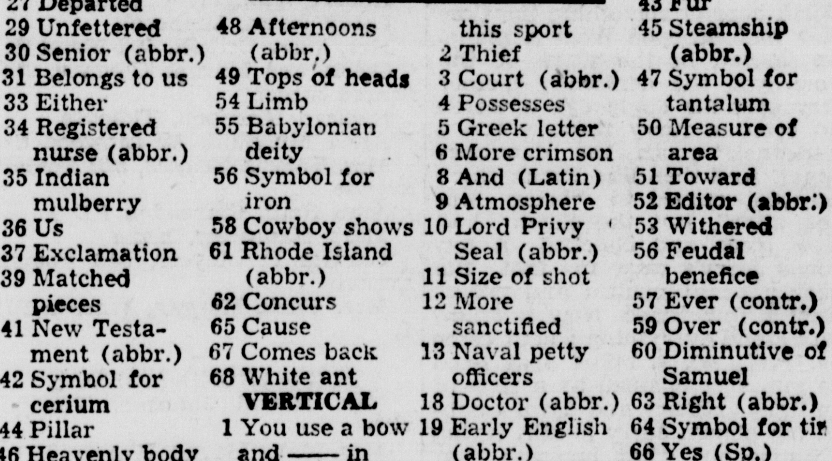 27 Departed
29 Unfettered
30 Senior (abbr.)
31 Belongs to us
33 Either
34 Registered
nurse (abbr.)
35 Indian
mulberry
36 Us
37 Exclamation
39 Matched
pieces
41 New Testa-
ment (abbr.)
42 Symbol for
cerium
44 Pillar
46 Heavenly body
48 Afternoons
(abbr.)
49 Tops of heads
54 Limb
55 Babylonian
deity
56 Symbol for
iron
58 Cowboy shows
61 Rhode Island
(abbr.)
62 Concurs
65 Cause
67 Comes back
68 White ant
VERTICAL
1 You use a bow
and —— in
this sport
2 Thief
3 Court (abbr.)
4 Possesses
5 Greek letter
6 More crimson
8 And (Latin)
9 Atmosphere
10 Lord Privy
Seal (abbr.)
11 Size of shot
12 More
sanctified
13 Naval petty
officers
18 Doctor (abbr.)
19 Early English
(abbr.)
43 Fur
45 Steamship
(abbr.)
47 Symbol for
tantalum
50 Measure of
area
51 Toward
52 Editor (abbr.)
53 Withered
56 Feudal
benefice
57 Ever (contr.)
59 Over (contr.)
60 Diminutive of
Samuel
63 Right (abbr.)
64 Symbol for tin
66 Yes (Sp.)